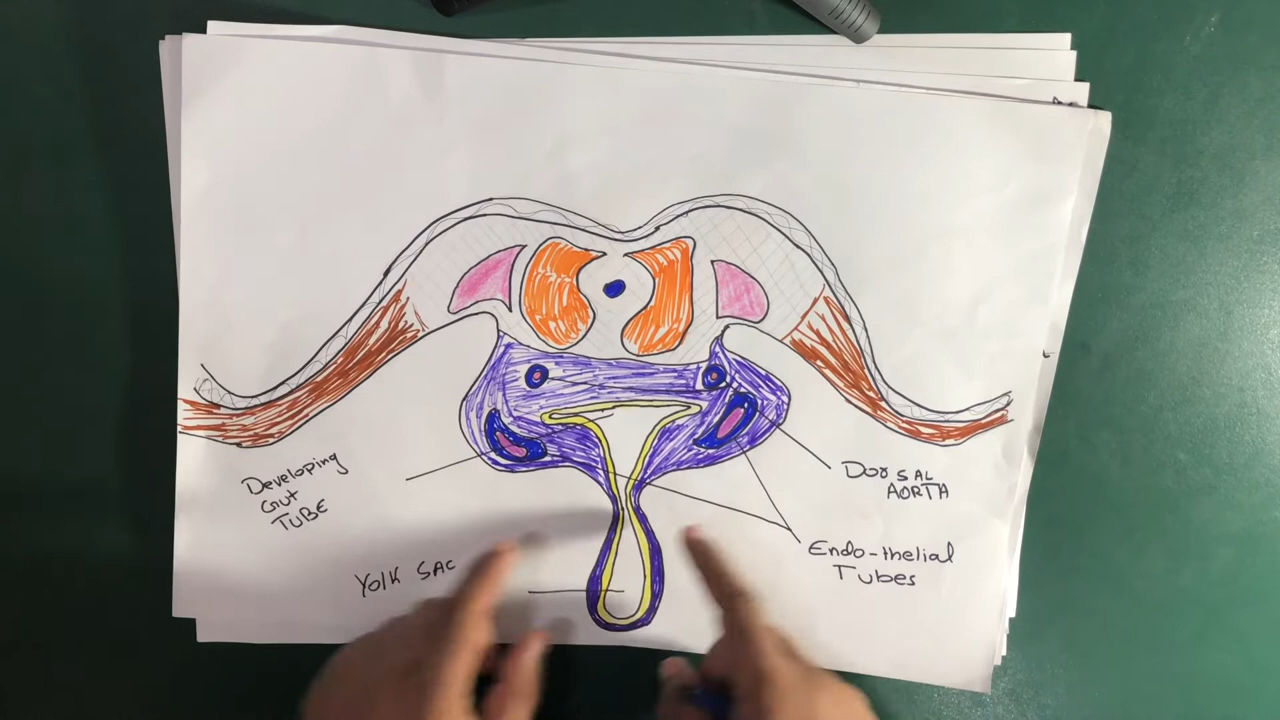 Developing
Gut
TUBE
Yolk SAC
Dorsal
AORTA
Endo-thelial
Tubes